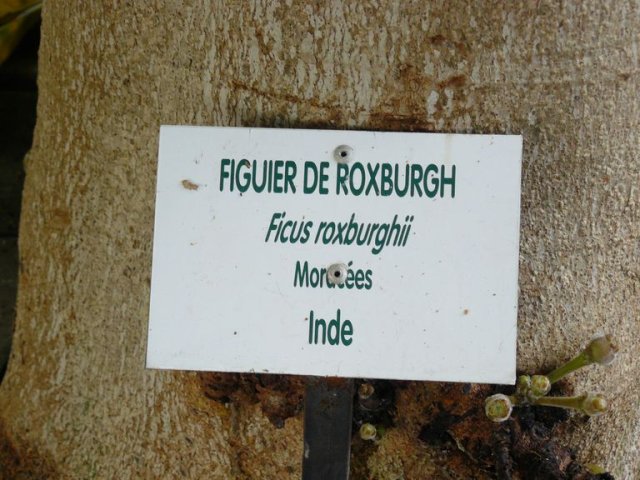 FIGUIER DE ROXBURGH
Ficus roxburghii
Moracées
Inde